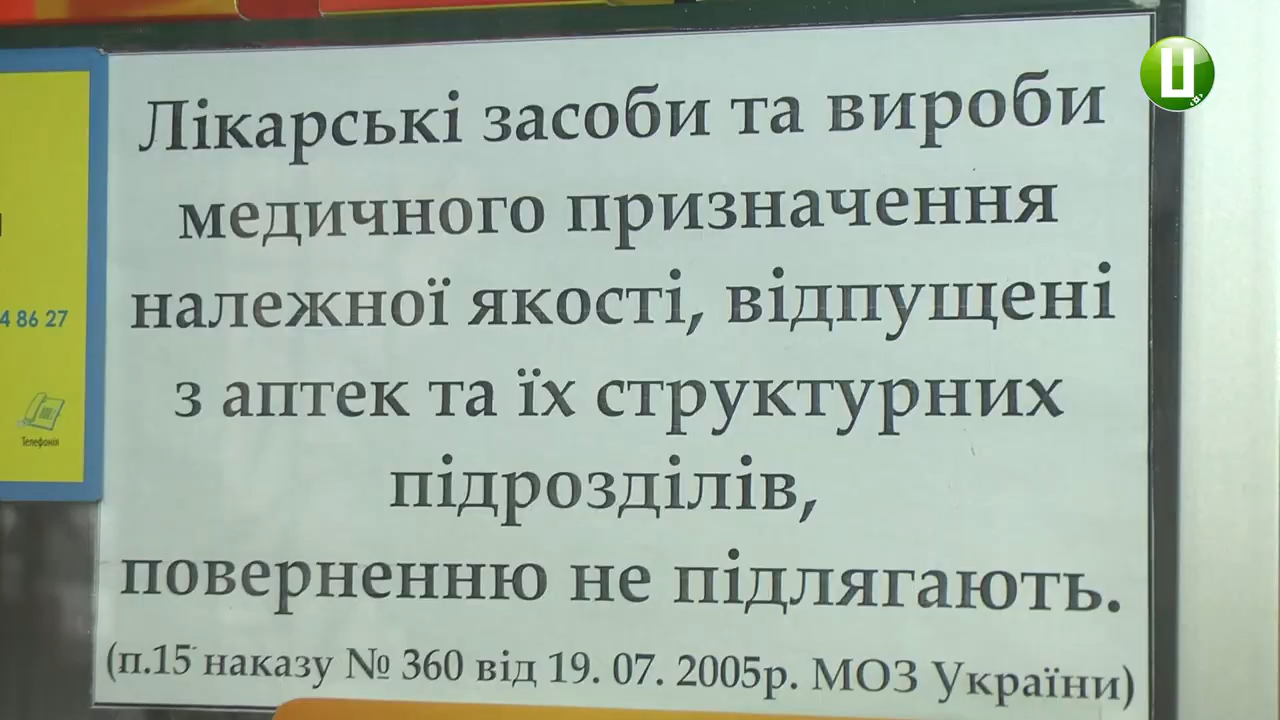 Лікарські засоби та вироби
медичного призначення
належної якості, відпущені
з аптек та їх структурних
підрозділів,
поверненню не підлягають.
(п.15 наказу № 360 від 19. 07. 2005р. МОЗ України)
4 86 27
Телефонія
Ц